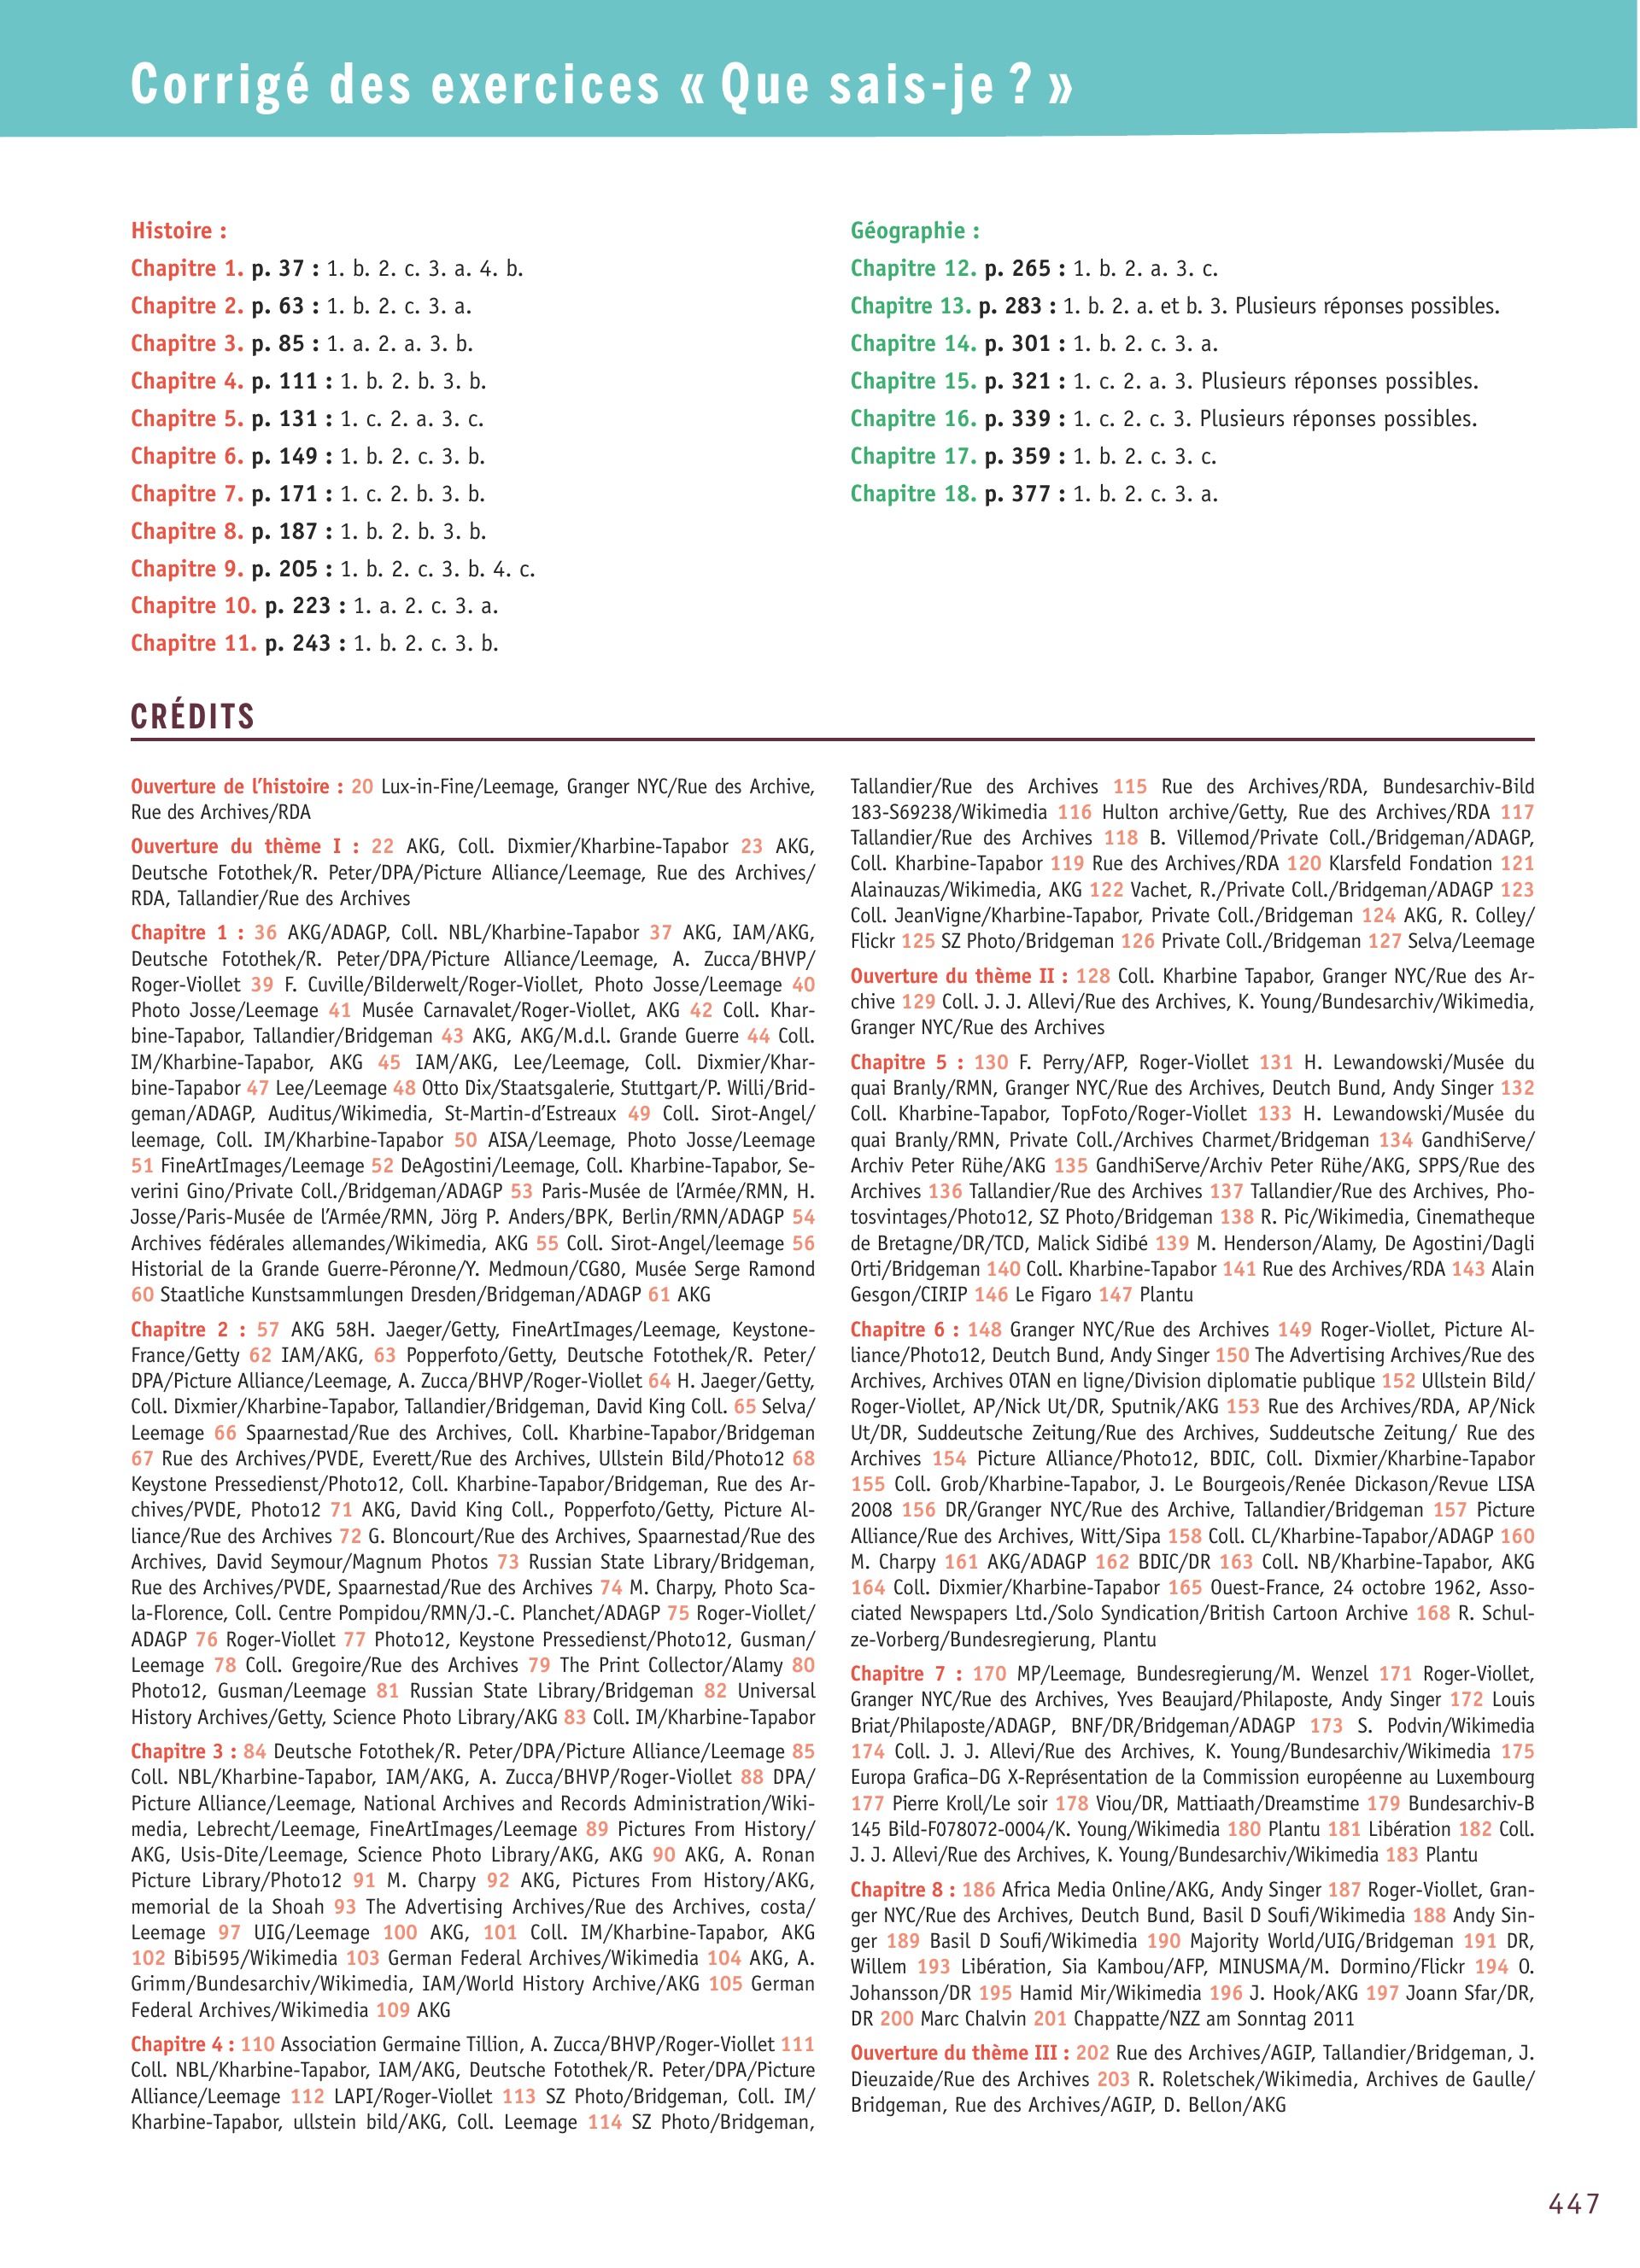 Corrigé des exercices « Que sais-je ? »
Histoire :
Chapitre 1. p. 37 : 1. b. 2. c. 3. a. 4. b.
Chapitre 2. p. 63 : 1. b. 2. c. 3. a.
Chapitre 3. p. 85 : 1. a. 2. a. 3. b.
Chapitre 4. p. 111 : 1. b. 2. b. 3. b.
Chapitre 5. p. 131 : 1. c. 2. a. 3. c.
Chapitre 6. p. 149 : 1. b. 2. c. 3. b.
Chapitre 7. p. 171 : 1. c. 2. b. 3. b.
Chapitre 8. p. 187 : 1. b. 2. b. 3. b.
Chapitre 9. p. 205 : 1. b. 2. c. 3. b. 4. c.
Chapitre 10. p. 223 : 1. a. 2. c. 3. a.
Chapitre 11. p. 243 : 1. b. 2. c. 3. b.
Géographie :
Chapitre 12. p. 265 : 1. b. 2. a. 3. c.
Chapitre 13. p. 283 : 1. b. 2. a. et b. 3. Plusieurs réponses possibles.
Chapitre 14. p. 301 : 1. b. 2. c. 3. a.
Chapitre 15. p. 321 : 1. c. 2. a. 3. Plusieurs réponses possibles.
Chapitre 16. p. 339 : 1. c. 2. c. 3. Plusieurs réponses possibles.
Chapitre 17. p. 359 : 1. b. 2. c. 3. c.
Chapitre 18. p. 377 : 1. b. 2. c. 3. a.
CRÉDITS
Ouverture de l'histoire : 20 Lux-in-Fine/Leemage, Granger NYC/Rue des Archive,
Rue des Archives/RDA
Ouverture du thème I : 22 AKG, Coll. Dixmier/Kharbine-Tapabor 23 AKG,
Deutsche Fotothek/R. Peter/DPA/Picture Alliance/Leemage, Rue des Archives/
RDA, Tallandier/Rue des Archives
Chapitre 1 : 36 AKG/ADAGP, Coll. NBL/Kharbine-Tapabor 37 AKG, IAM/AKG,
Deutsche Fotothek/R. Peter/DPA/Picture Alliance/Leemage, A. Zucca/BHVP/
Roger-Viollet 39 F. Cuville/Bilderwelt/Roger-Viollet, Photo Josse/Leemage 40
Photo Josse/Leemage 41 Musée Carnavalet/Roger-Viollet, AKG 42 Coll. Khar-
bine-Tapabor, Tallandier/Bridgeman 43 AKG, AKG/M.d.l. Grande Guerre 44 Coll.
IM/Kharbine-Tapabor, AKG 45 IAM/AKG, Lee/Leemage, Coll. Dixmier/Khar-
bine-Tapabor 47 Lee/Leemage 48 Otto Dix/Staatsgalerie, Stuttgart/P. Willi/Brid-
geman/ADAGP, Auditus/Wikimedia, St-Martin-d'Estreaux 49 Coll. Sirot-Angel/
leemage, Coll. IM/Kharbine-Tapabor 50 AISA/Leemage, Photo Josse/Leemage
51 FineArtImages/Leemage 52 DeAgostini/Leemage, Coll. Kharbine-Tapabor, Se-
verini Gino/Private Coll./Bridgeman/ADAGP 53 Paris-Musée de l'Armée/RMN, H.
Josse/Paris-Musée de l'Armée/RMN, Jörg P. Anders/BPK, Berlin/RMN/ADAGP 54
Archives fédérales allemandes/Wikimedia, AKG 55 Coll. Sirot-Angel/leemage 56
Historial de la Grande Guerre-Péronne/Y. Medmoun/CG80, Musée Serge Ramond
60 Staatliche Kunstsammlungen Dresden/Bridgeman/ADAGP 61 AKG
Chapitre 2 : 57 AKG 58H. Jaeger/Getty, FineArtImages/Leemage, Keystone-
France/Getty 62 IAM/AKG, 63 Popperfoto/Getty, Deutsche Fotothek/R. Peter/
DPA/Picture Alliance/Leemage, A. Zucca/BHVP/Roger-Viollet 64 H. Jaeger/Getty,
Coll. Dixmier/Kharbine-Tapabor, Tallandier/Bridgeman, David King Coll. 65 Selva/
Leemage 66 Spaarnestad/Rue des Archives, Coll. Kharbine-Tapabor/Bridgeman
67 Rue des Archives/PVDE, Everett/Rue des Archives, Ullstein Bild/Photo12 68
Keystone Pressedienst/Photo12, Coll. Kharbine-Tapabor/Bridgeman, Rue des Ar-
chives/PVDE, Photo12 71 AKG, David King Coll., Popperfoto/Getty, Picture Al-
liance/Rue des Archives 72 G. Bloncourt/Rue des Archives, Spaarnestad/Rue des
Archives, David Seymour/Magnum Photos 73 Russian State Library/Bridgeman,
Rue des Archives/PVDE, Spaarnestad/Rue des Archives 74 M. Charpy, Photo Sca-
la-Florence, Coll. Centre Pompidou/RMN/J.-C. Planchet/ADAGP 75 Roger-Viollet/
ADAGP 76 Roger-Viollet 77 Photo12, Keystone Pressedienst/Photo12, Gusman/
Leemage 78 Coll. Gregoire/Rue des Archives 79 The Print Collector/Alamy 80
Photo12, Gusman/Leemage 81 Russian State Library/Bridgeman 82 Universal
History Archives/Getty, Science Photo Library/AKG 83 Coll. IM/Kharbine-Tapabor
Chapitre 3 : 84 Deutsche Fotothek/R. Peter/DPA/Picture Alliance/Leemage 85
Coll. NBL/Kharbine-Tapabor, IAM/AKG, A. Zucca/BHVP/Roger-Viollet 88 DPA/
Picture Alliance/Leemage, National Archives and Records Administration/Wiki-
media, Lebrecht/Leemage, FineArtImages/Leemage 89 Pictures From History/
AKG, Usis-Dite/Leemage, Science Photo Library/AKG, AKG 90 AKG, A. Ronan
Picture Library/Photo12 91 M. Charpy 92 AKG, Pictures From History/AKG,
memorial de la Shoah 93 The Advertising Archives/Rue des Archives, costa/
Leemage 97 UIG/Leemage 100 AKG, 101 Coll. IM/Kharbine-Tapabor, AKG
102 Bibi595/Wikimedia 103 German Federal Archives/Wikimedia 104 AKG, A.
Grimm/Bundesarchiv/Wikimedia, IAM/World History Archive/AKG 105 German
Federal Archives/Wikimedia 109 AKG
Chapitre 4 : 110 Association Germaine Tillion, A. Zucca/BHVP/Roger-Viollet 111
Coll. NBL/Kharbine-Tapabor, IAM/AKG, Deutsche Fotothek/R. Peter/DPA/Picture
Alliance/Leemage 112 LAPI/Roger-Viollet 113 SZ Photo/Bridgeman, Coll. IM/
Kharbine-Tapabor, ullstein bild/AKG, Coll. Leemage 114 SZ Photo/Bridgeman,
Tallandier/Rue des Archives 115 Rue des Archives/RDA, Bundesarchiv-Bild
183-S69238/Wikimedia 116 Hulton archive/Getty, Rue des Archives/RDA 117
Tallandier/Rue des Archives 118 B. Villemod/Private Coll./Bridgeman/ADAGP,
Coll. Kharbine-Tapabor 119 Rue des Archives/RDA 120 Klarsfeld Fondation 121
Alainauzas/Wikimedia, AKG 122 Vachet, R./Private Coll./Bridgeman/ADAGP 123
Coll. JeanVigne/Kharbine-Tapabor, Private Coll./Bridgeman 124 AKG, R. Colley/
Flickr 125 SZ Photo/Bridgeman 126 Private Coll./Bridgeman 127 Selva/Leemage
Ouverture du thème II : 128 Coll. Kharbine Tapabor, Granger NYC/Rue des Ar-
chive 129 Coll. J. J. Allevi/Rue des Archives, K. Young/Bundesarchiv/Wikimedia,
Granger NYC/Rue des Archives
Chapitre 5 : 130 F. Perry/AFP, Roger-Viollet 131 H. Lewandowski/Musée du
quai Branly/RMN, Granger NYC/Rue des Archives, Deutch Bund, Andy Singer 132
Coll. Kharbine-Tapabor, TopFoto/Roger-Viollet 133 H. Lewandowski/Musée du
quai Branly/RMN, Private Coll./Archives Charmet/Bridgeman 134 GandhiServe/
Archiv Peter Rühe/AKG 135 GandhiServe/Archiv Peter Rühe/AKG, SPPS/Rue des
Archives 136 Tallandier/Rue des Archives 137 Tallandier/Rue des Archives, Pho-
tosvintages/Photo12, SZ Photo/Bridgeman 138 R. Pic/Wikimedia, Cinematheque
de Bretagne/DR/TCD, Malick Sidibé 139 M. Henderson/Alamy, De Agostini/Dagli
Orti/Bridgeman 140 Coll. Kharbine-Tapabor 141 Rue des Archives/RDA 143 Alain
Gesgon/CIRIP 146 Le Figaro 147 Plantu
Chapitre 6 : 148 Granger NYC/Rue des Archives 149 Roger-Viollet, Picture Al-
liance/Photo12, Deutch Bund, Andy Singer 150 The Advertising Archives/Rue des
Archives, Archives OTAN en ligne/Division diplomatie publique 152 Ullstein Bild/
Roger-Viollet, AP/Nick Ut/DR, Sputnik/AKG 153 Rue des Archives/RDA, AP/Nick
Ut/DR, Suddeutsche Zeitung/Rue des Archives, Suddeutsche Zeitung/ Rue des
Archives 154 Picture Alliance/Photo12, BDIC, Coll. Dixmier/Kharbine-Tapabor
155 Coll. Grob/Kharbine-Tapabor, J. Le Bourgeois/Renée Dickason/Revue LISA
2008 156 DR/Granger NYC/Rue des Archive, Tallandier/Bridgeman 157 Picture
Alliance/Rue des Archives, Witt/Sipa 158 Coll. CL/Kharbine-Tapabor/ADAGP 160
M. Charpy 161 AKG/ADAGP 162 BDIC/DR 163 Coll. NB/Kharbine-Tapabor, AKG
164 Coll. Dixmier/Kharbine-Tapabor 165 Ouest-France, 24 octobre 1962, Asso-
ciated Newspapers Ltd./Solo Syndication/British Cartoon Archive 168 R. Schul-
ze-Vorberg/Bundesregierung, Plantu
Chapitre 7 : 170 MP/Leemage, Bundesregierung/M. Wenzel 171 Roger-Viollet,
Granger NYC/Rue des Archives, Yves Beaujard/Philaposte, Andy Singer 172 Louis
Briat/Philaposte/ADAGP, BNF/DR/Bridgeman/ADAGP 173 S. Podvin/Wikimedia
174 Coll. J. J. Allevi/Rue des Archives, K. Young/Bundesarchiv/Wikimedia 175
Europa Grafica–DG X-Représentation de la Commission européenne au Luxembourg
177 Pierre Kroll/Le soir 178 Viou/DR, Mattiaath/Dreamstime 179 Bundesarchiv-B
145 Bild-F078072-0004/K. Young/Wikimedia 180 Plantu 181 Libération 182 Coll.
J. J. Allevi/Rue des Archives, K. Young/Bundesarchiv/Wikimedia 183 Plantu
Chapitre 8 : 186 Africa Media Online/AKG, Andy Singer 187 Roger-Viollet, Gran-
ger NYC/Rue des Archives, Deutch Bund, Basil D Soufi/Wikimedia 188 Andy Sin-
ger 189 Basil D Soufi/Wikimedia 190 Majority World/UIG/Bridgeman 191 DR,
Willem 193 Libération, Sia Kambou/AFP, MINUSMA/M. Dormino/Flickr 194 O.
Johansson/DR 195 Hamid Mir/Wikimedia 196 J. Hook/AKG 197 Joann Sfar/DR,
DR 200 Marc Chalvin 201 Chappatte/NZZ am Sonntag 2011
Ouverture du thème III : 202 Rue des Archives/AGIP, Tallandier/Bridgeman, J.
Dieuzaide/Rue des Archives 203 R. Roletschek/Wikimedia, Archives de Gaulle/
Bridgeman, Rue des Archives/AGIP, D. Bellon/AKG
447